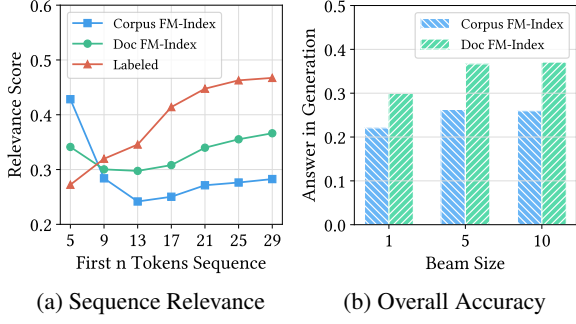 0.6
0.5
0.4
0.3
0.2
Relevance Score
Corpus FM-Index
Doc FM-Index
Labeled
5 9 13 17 21 25 29
First n Tokens Sequence
(a) Sequence Relevance
0.5
0.4
0.3
0.2
0.1
0.0
Answer in Generation
Corpus FM-Index
Doc FM-Index
1 5 10
Beam Size
(b) Overall Accuracy